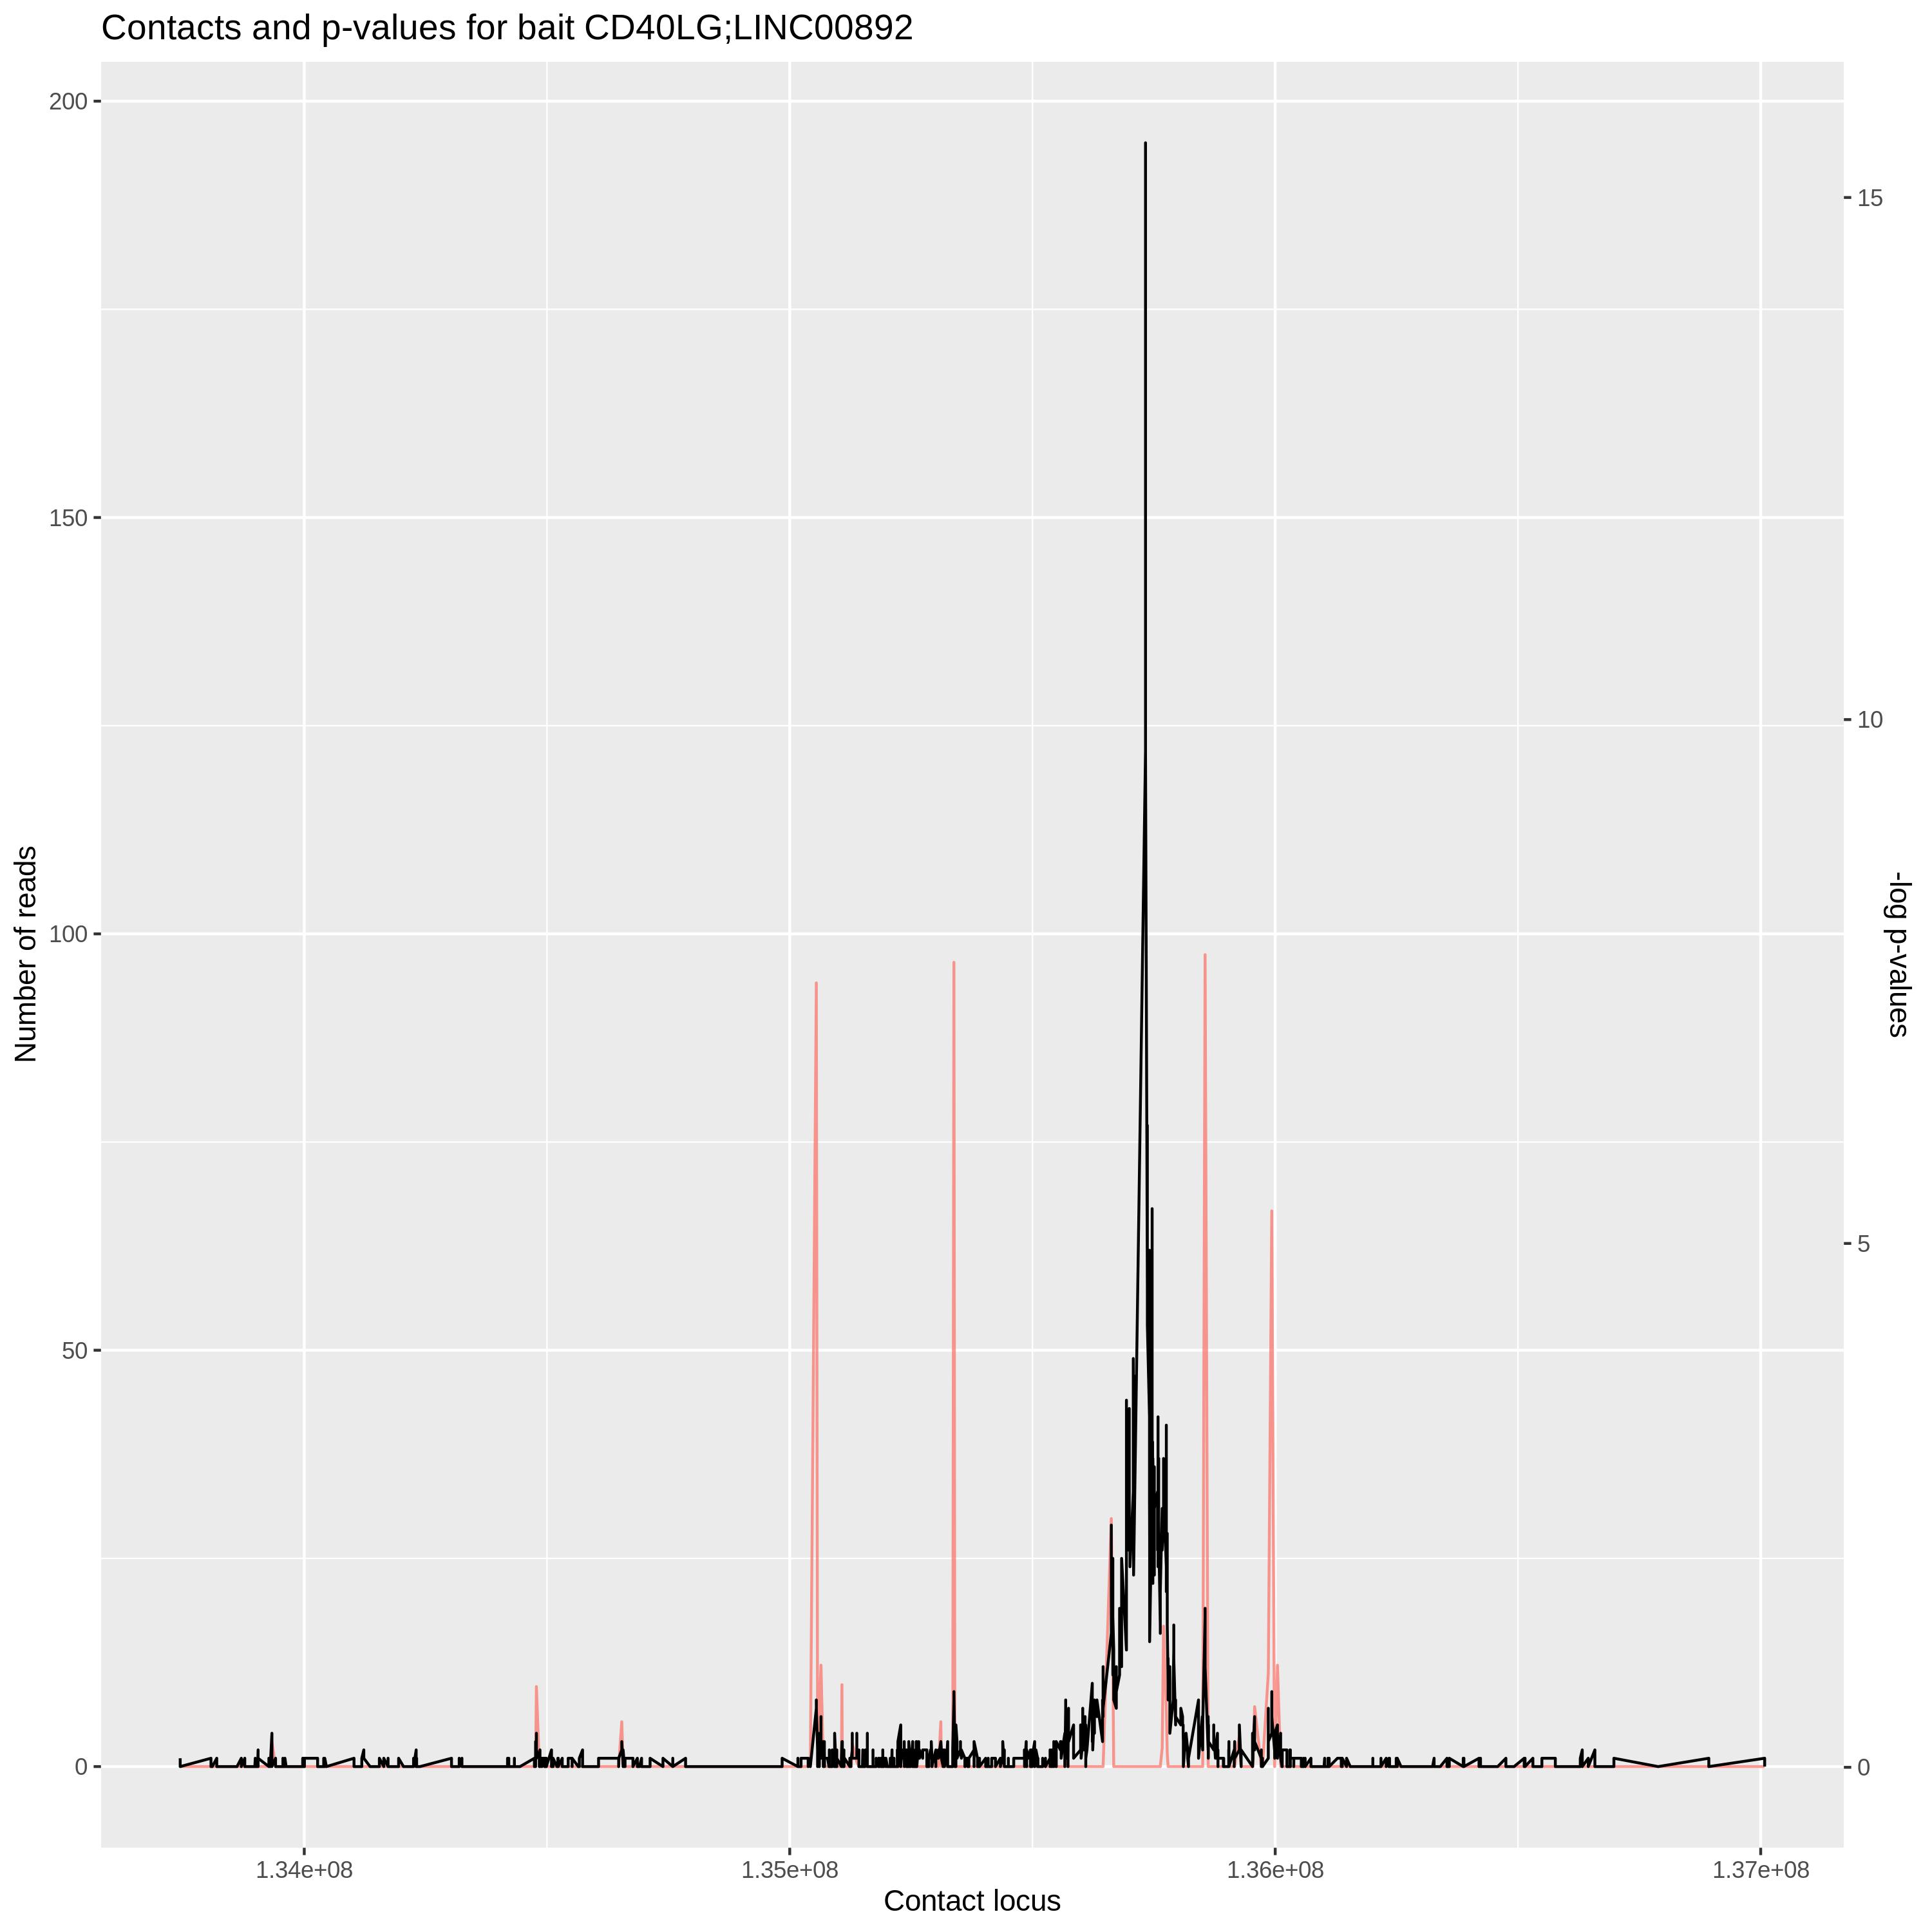 Contacts and p-values for bait CD40LG;LINC00892
200
150
100
50
0
Number of reads
15
10
5
0
-log p-values
1.34e+08
1.35e+08
1.36e+08
1.37e+08
Contact locus